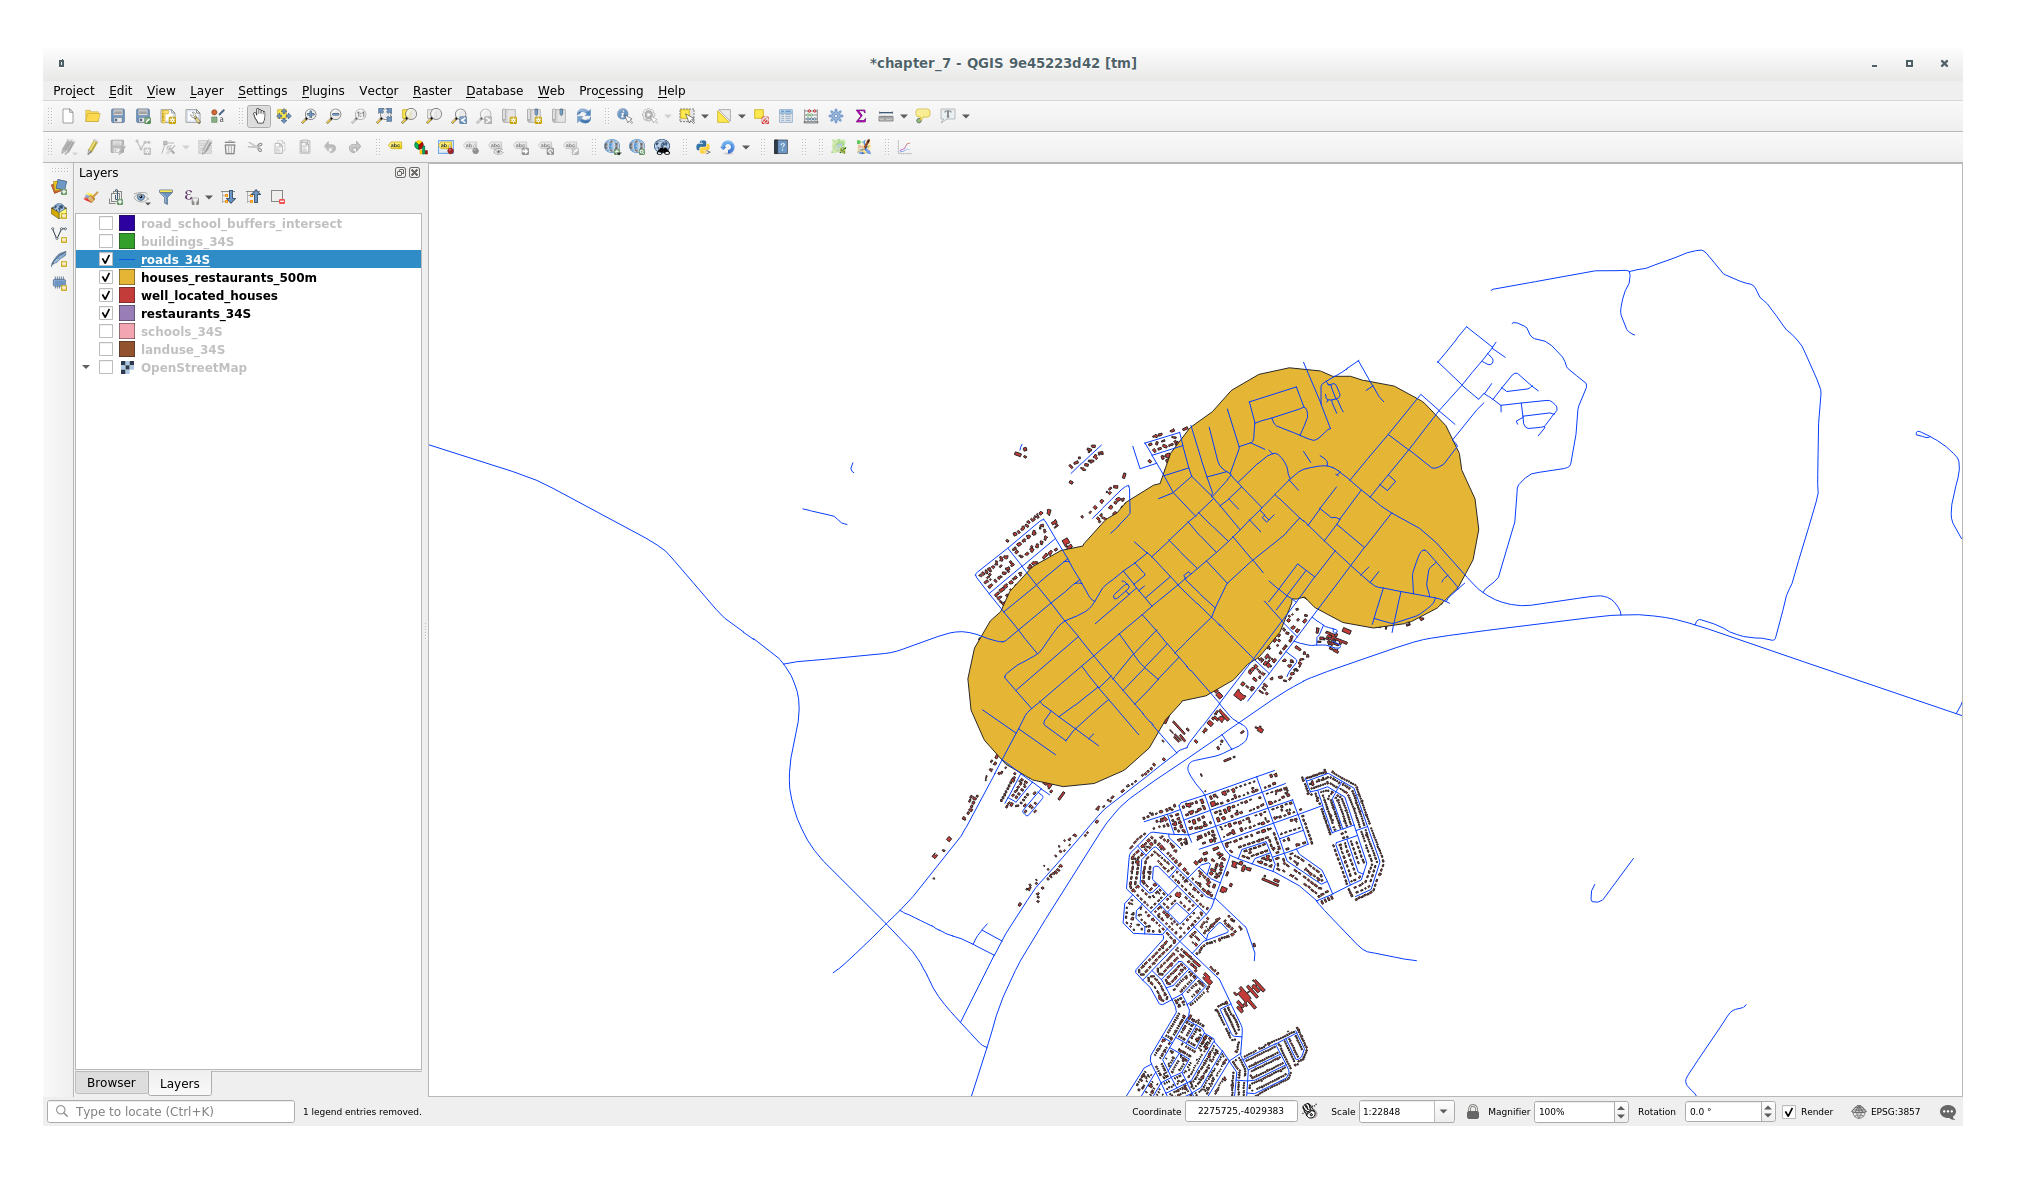 *chapter_7 - QGIS 9e45223d42 [tm]
Project Edit View Layer Settings Plugins Vector Raster Database Web Processing Help
Layers
road_school_buffers_intersect
buildings_34S
roads_34S
houses_restaurants_500m
well_located_houses
restaurants_34S
schools_34S
landuse_34S
OpenStreetMap
Browser Layers
Type to locate (Ctrl+K) 1 legend entries removed. Coordinate 2275725,-4029383 Scale 1:22848 Magnifier 100% Rotation 0.0 ° Render EPSG:3857